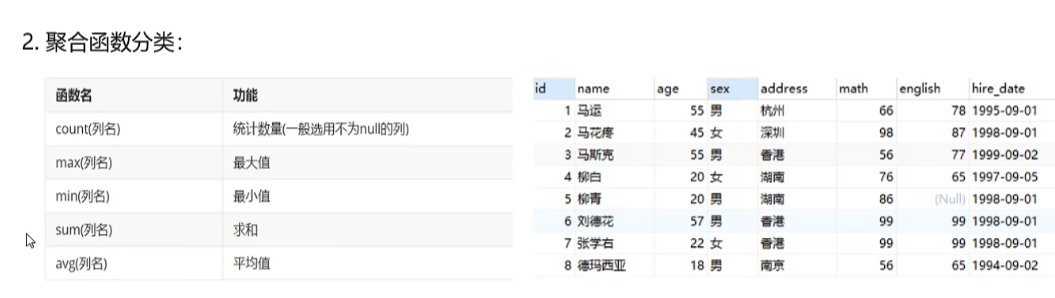 2. 聚合函数分类：
函数名 功能
count(列名) 统计数量(一般选用不为null的列)
max(列名) 最大值
min(列名) 最小值
sum(列名) 求和
avg(列名) 平均值
id name age sex address math english hire_date
1 马运 55 男 杭州 66 78 1995-09-01
2 马花疼 45 女 深圳 98 87 1998-09-01
3 马斯克 55 男 香港 56 77 1999-09-02
4 柳白 20 女 湖南 76 65 1997-09-05
5 柳青 20 男 湖南 86 (Null) 1998-09-01
6 刘德花 57 男 香港 99 99 1998-09-01
7 张学右 22 女 香港 99 99 1998-09-01
8 德玛西亚 18 男 南京 56 65 1994-09-02